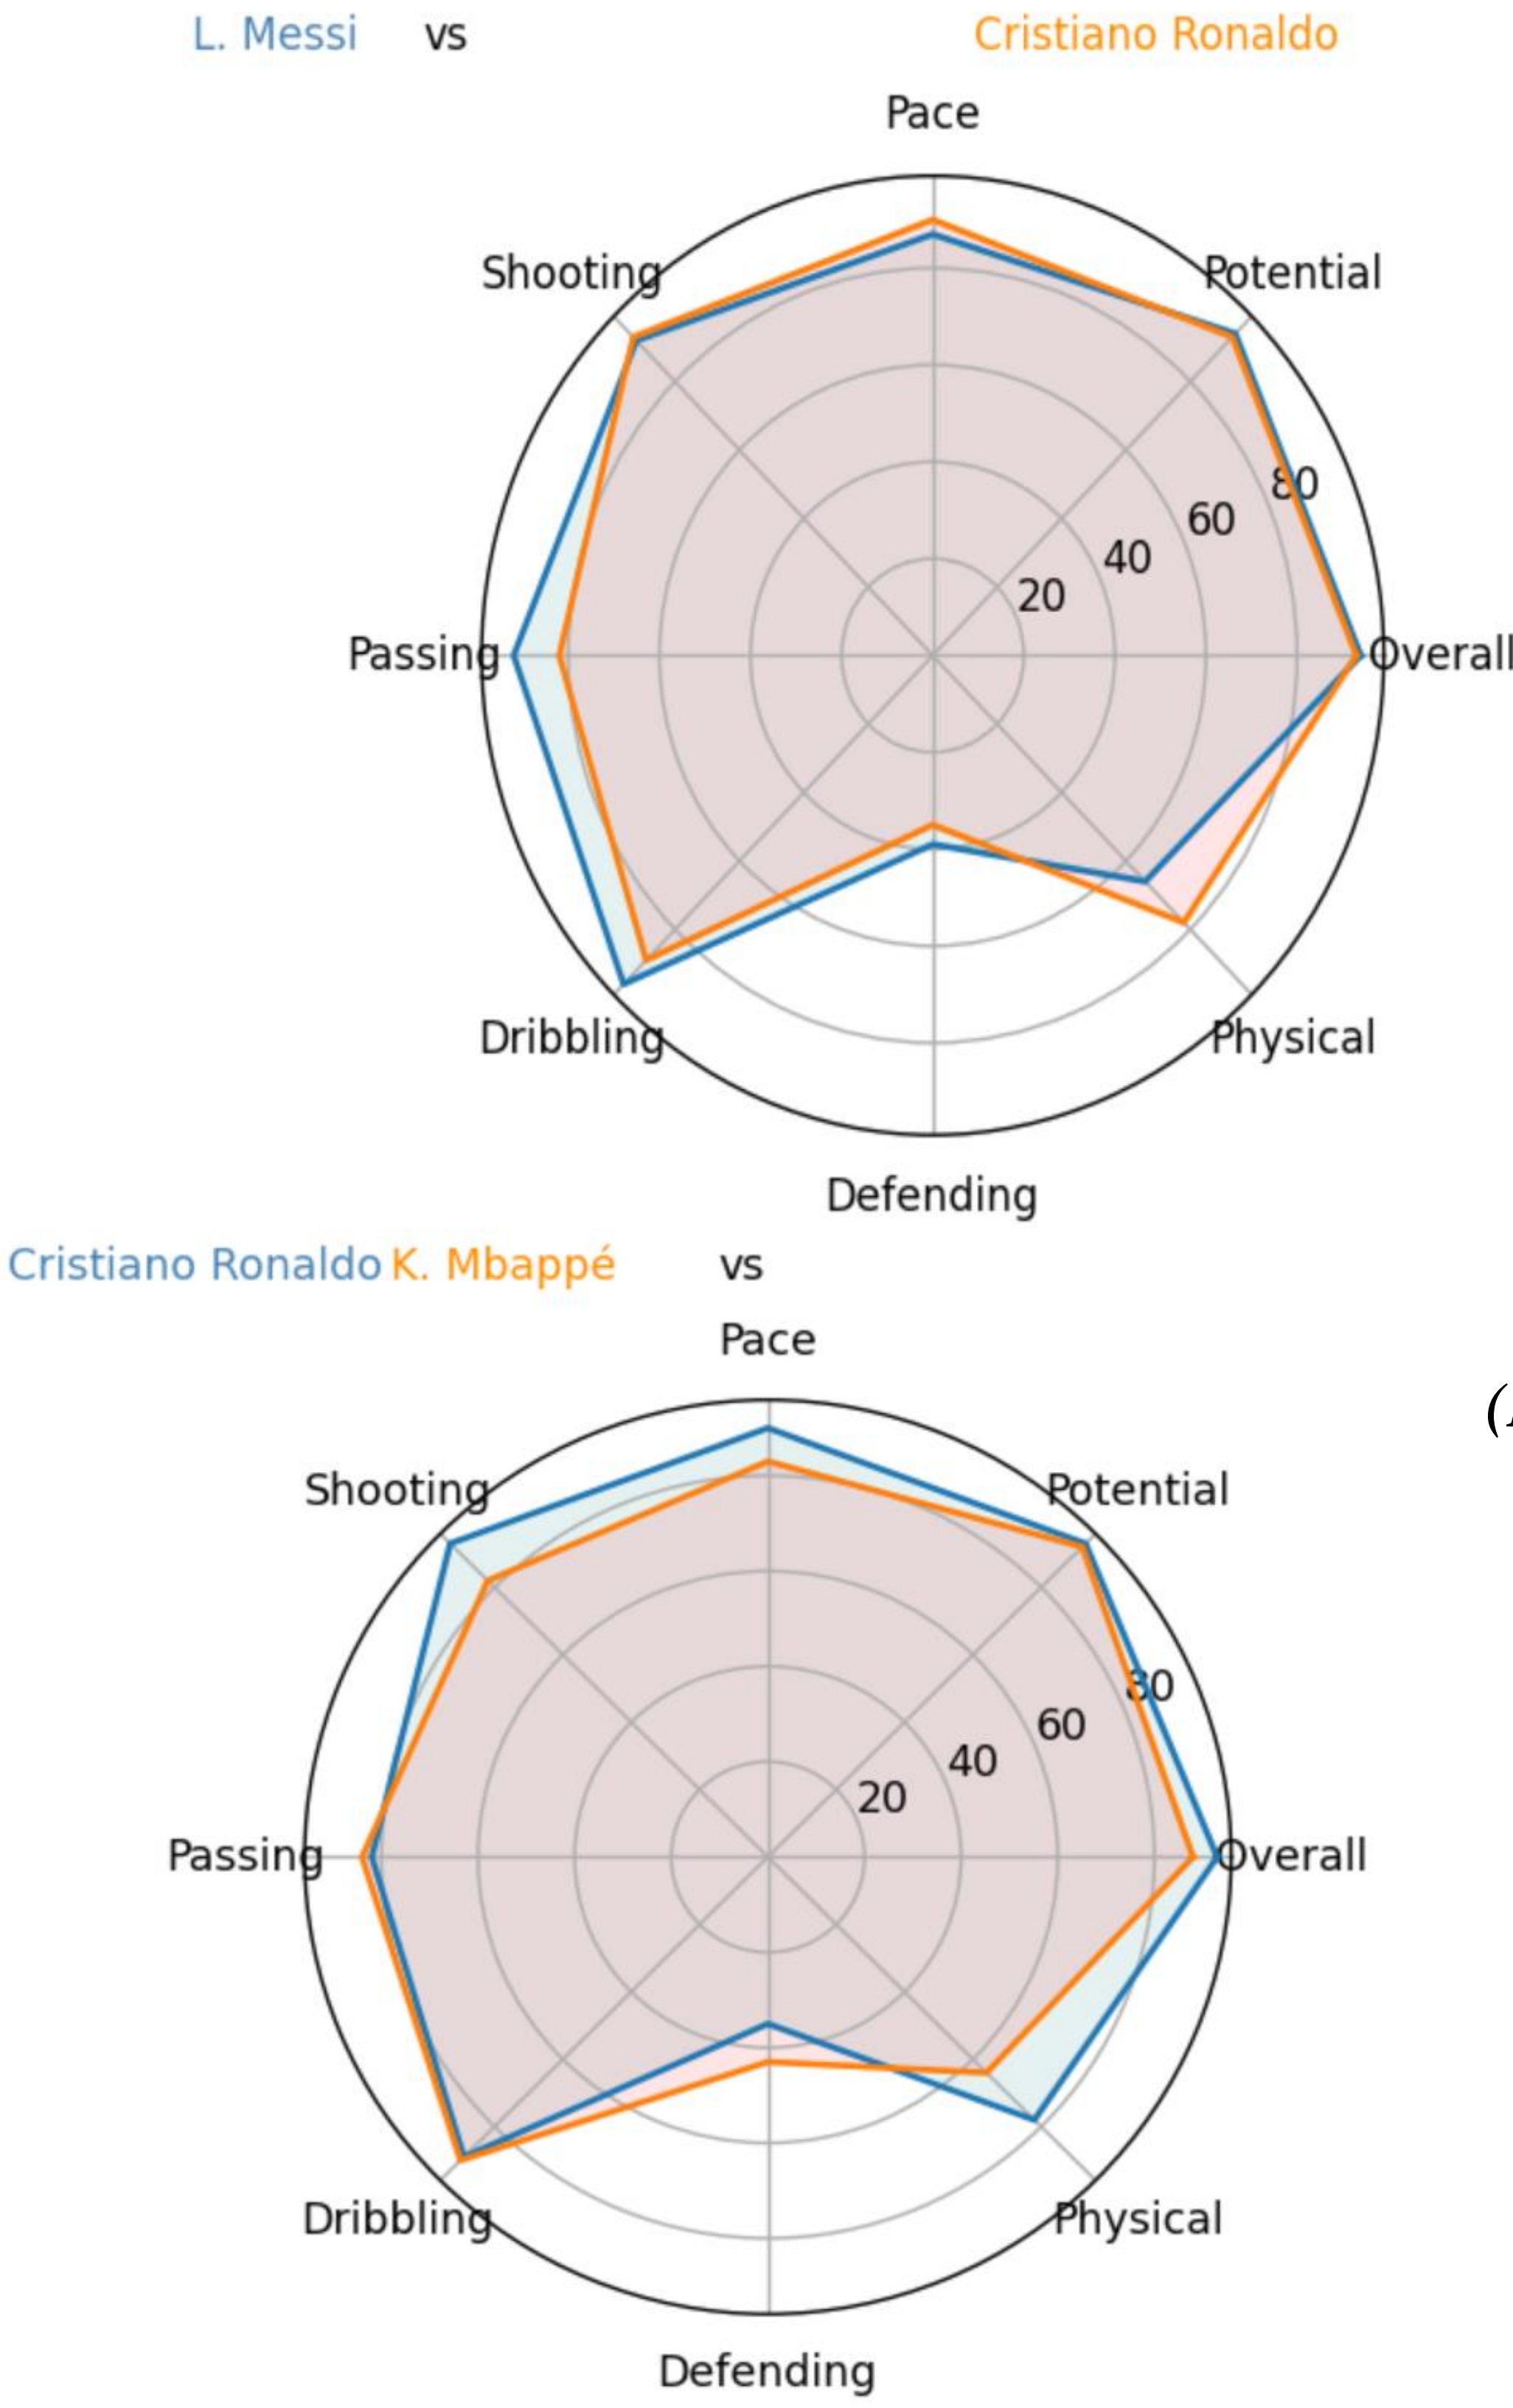 L. Messi vs Cristiano Ronaldo
Pace
Shooting Potential
80
60
40
20
Passing Overall
Dribbling Physical
Defending
Cristiano Ronaldo K. Mbappé vs
Pace
Shooting Potential
80
60
40
20
Passing Overall
Dribbling Physical
Defending